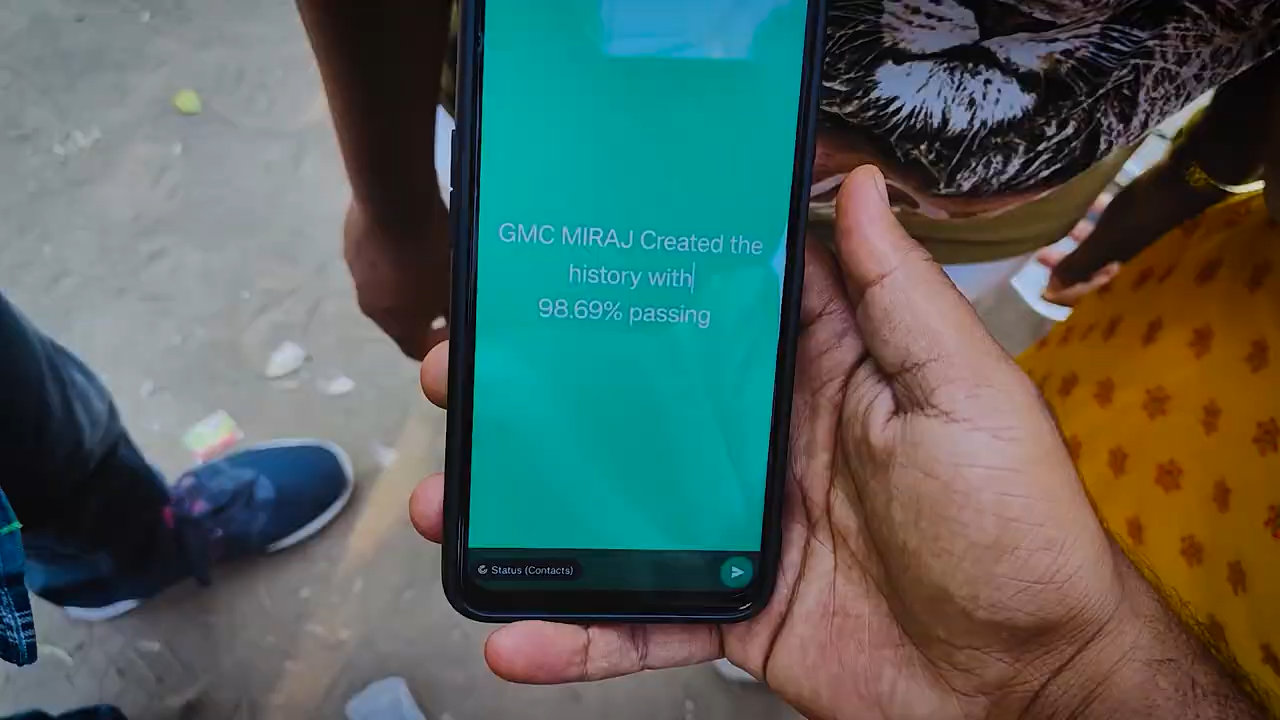 GMC MIRAJ Created the
history with
98.69% passing
Status (Contacts)